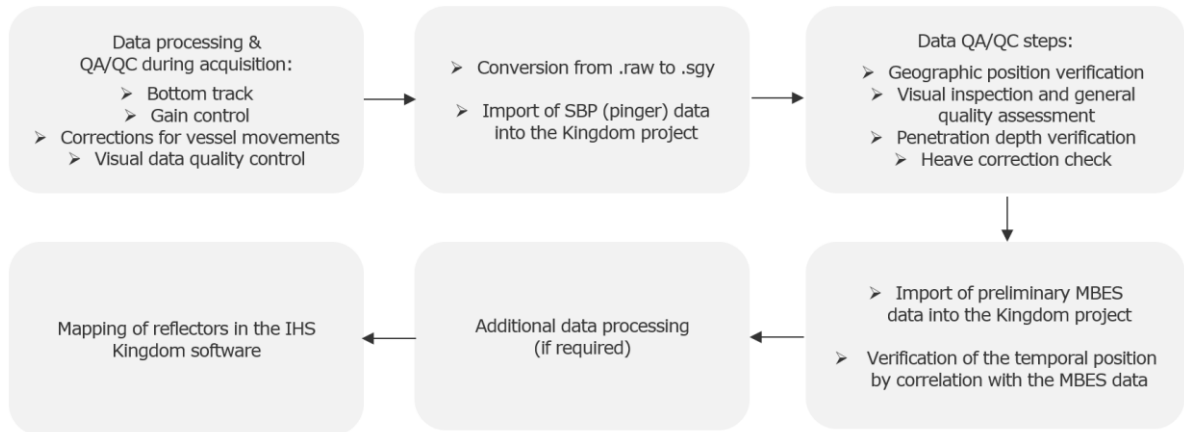 Data processing &
QA/QC during acquisition:
➢ Bottom track
➢ Gain control
➢ Corrections for vessel movements
➢ Visual data quality control
➢ Conversion from .raw to .sgy
➢ Import of SBP (pinger) data
into the Kingdom project
Data QA/QC steps:
➢ Geographic position verification
➢ Visual inspection and general
quality assessment
➢ Penetration depth verification
➢ Heave correction check
➢ Import of preliminary MBES
data into the Kingdom project
➢ Verification of the temporal position
by correlation with the MBES data
Additional data processing
(if required)
Mapping of reflectors in the IHS
Kingdom software